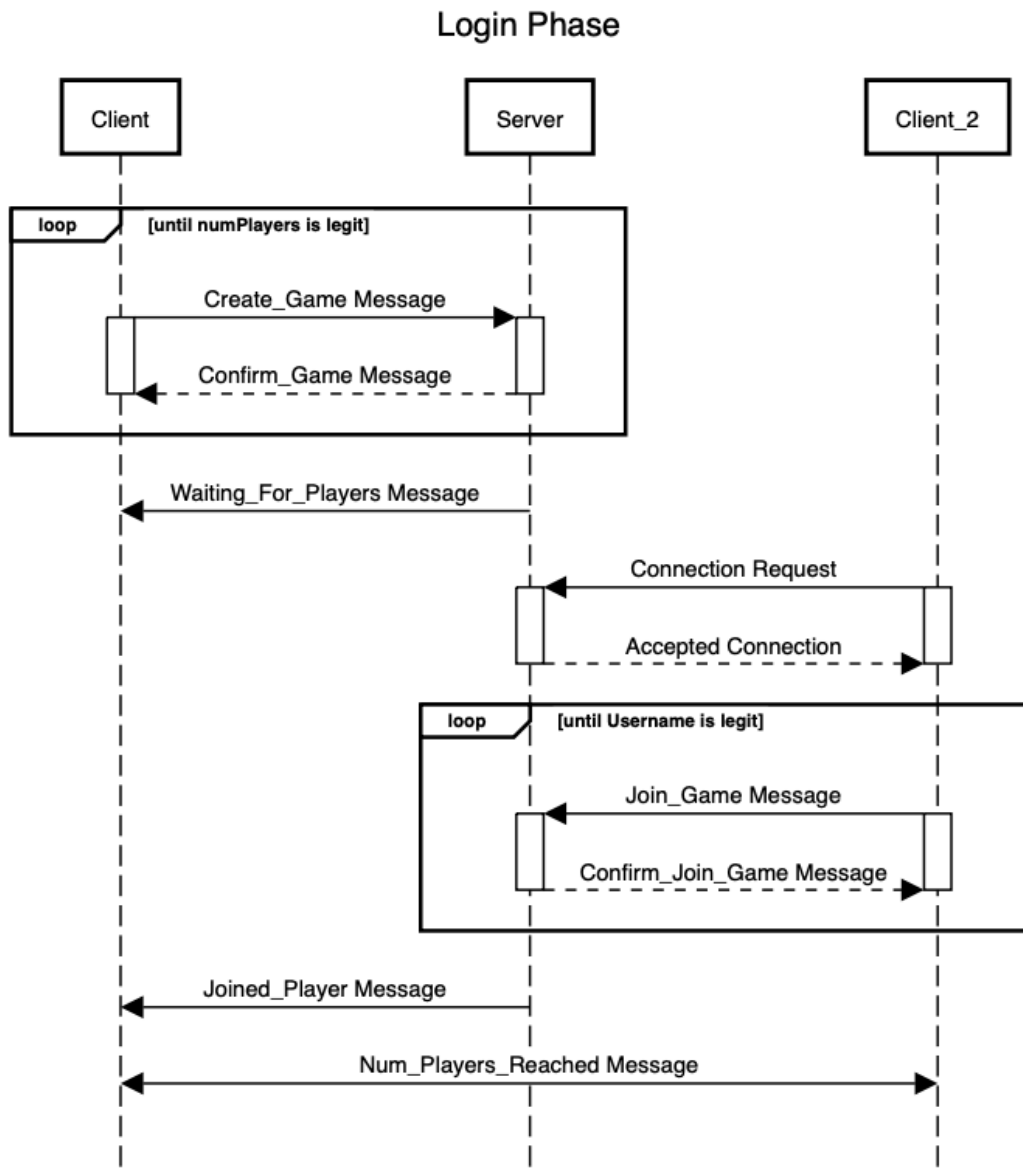 Login Phase
Client
Server
Client_2
loop
[until numPlayers is legit]
Create_Game Message
Confirm_Game Message
Waiting_For_Players Message
Connection Request
Accepted Connection
loop
[until Username is legit]
Join_Game Message
Confirm_Join_Game Message
Joined_Player Message
Num_Players_Reached Message